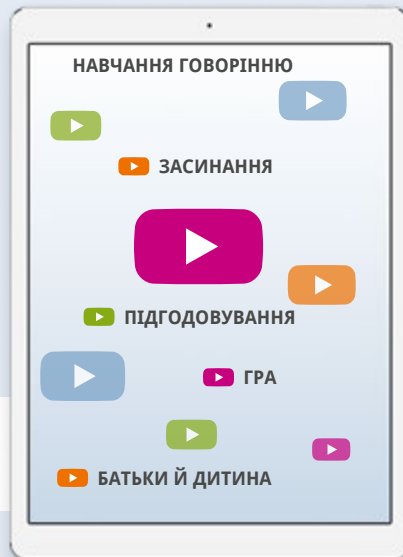 НАВЧАННЯ ГОВОРІННЮ
ЗАСИНАННЯ
ПІДГОДОВУВАННЯ
ГРА
БАТЬКИ Й ДИТИНА